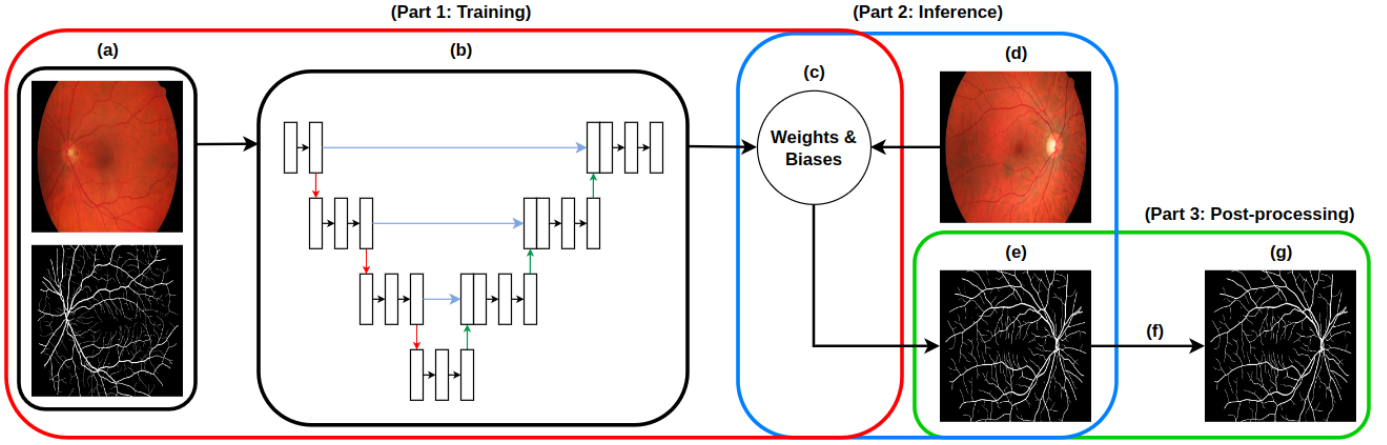 (Part 1: Training)
(Part 2: Inference)
(a)
(b)
(c)
(d)
Weights &
Biases
(Part 3: Post-processing)
(e)
(f)
(g)